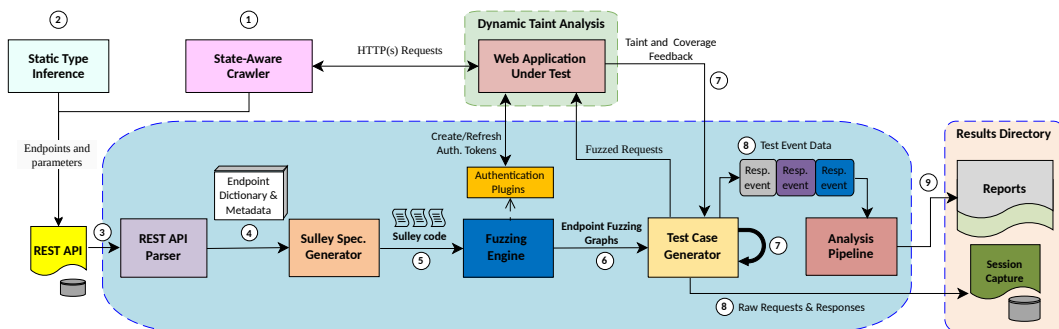 2
1
Static Type
Inference
State-Aware
Crawler
HTTP(s) Requests
Dynamic Taint Analysis
Web Application
Under Test
Taint and Coverage
Feedback
7
Endpoints and
parameters
Create/Refresh
Auth. Tokens
Fuzzed Requests
8 Test Event Data
Resp.
event
Resp.
event
Resp.
event
Results Directory
Reports
9
Endpoint
Dictionary &
Metadata
Authentication
Plugins
REST API
3
REST API
Parser
4
Sulley Spec.
Generator
Sulley code
5
Fuzzing
Engine
Endpoint Fuzzing
Graphs
6
Test Case
Generator
7
Analysis
Pipeline
Session
Capture
8 Raw Requests & Responses